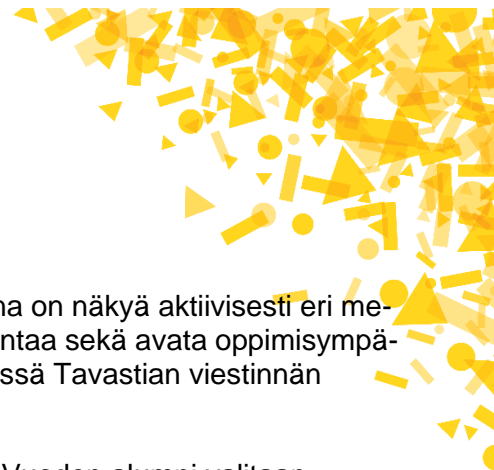 na on näkyä aktiivisesti eri me-
ntaa sekä avata oppimisympä-
ssä Tavastian viestinnän
Vuoden alumni valitaan